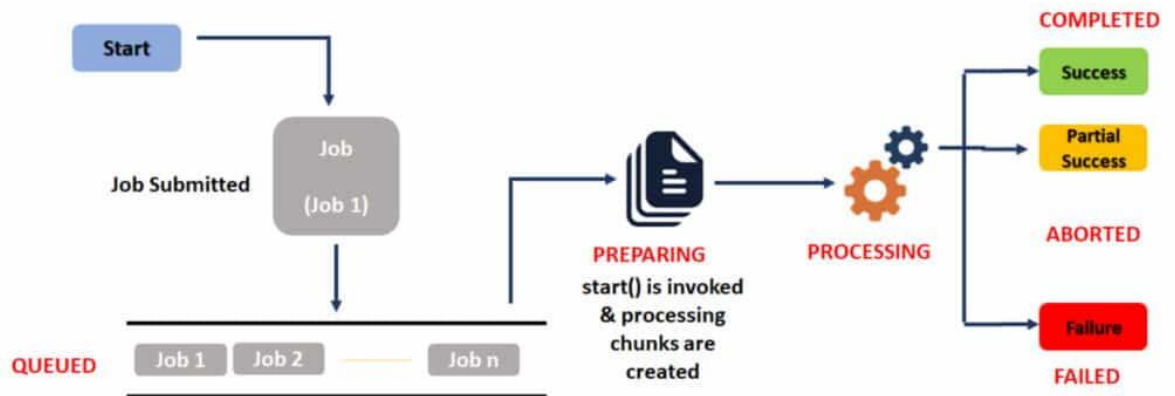 Start
Job Submitted
Job
(Job 1)
QUEUED
Job 1
Job 2
Job n
PREPARING
start() is invoked
& processing
chunks are
created
PROCESSING
COMPLETED
Success
Partial
Success
ABORTED
Failure
FAILED